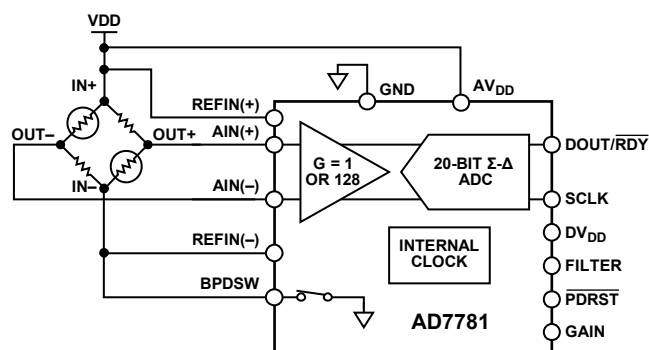 VDD
IN+
OUT–
OUT+
IN–
REFIN(+)
AIN(+)
AIN(–)
REFIN(–)
BPDSW
GND
AVDD
G = 1
OR 128
20-BIT Σ-Δ
ADC
INTERNAL
CLOCK
AD7781
DOUT/RDY
SCLK
DVDD
FILTER
PDRST
GAIN